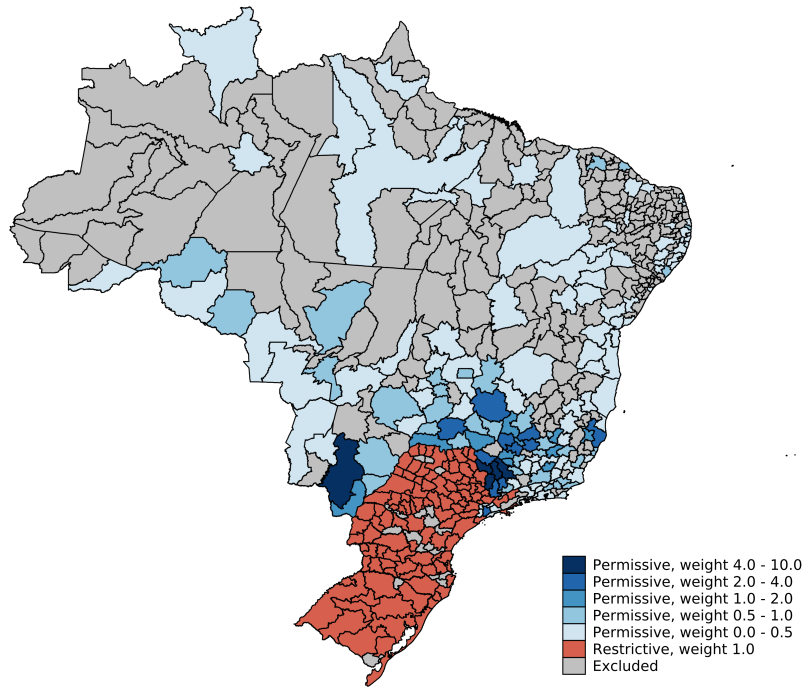 Permissive, weight 4.0 - 10.0
Permissive, weight 2.0 - 4.0
Permissive, weight 1.0 - 2.0
Permissive, weight 0.5 - 1.0
Permissive, weight 0.0 - 0.5
Restrictive, weight 1.0
Excluded